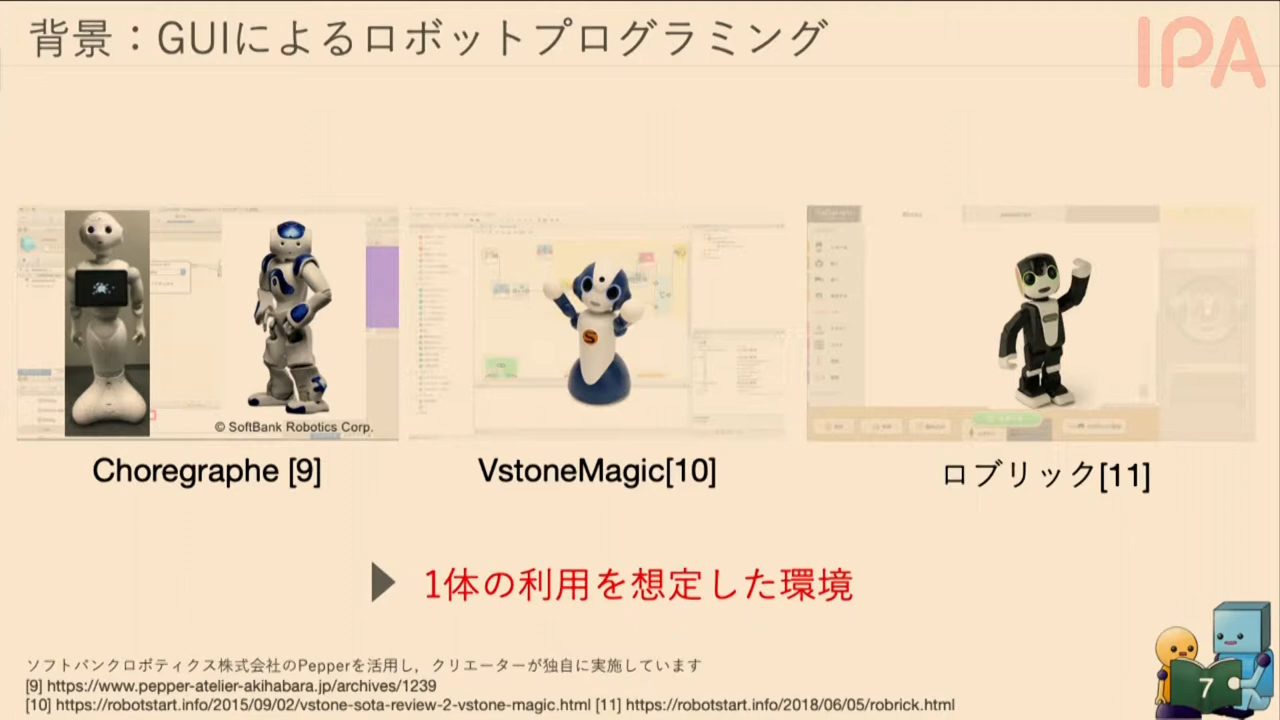 背景：GUIによるロボットプログラミング
IPA
© SoftBank Robotics Corp.
Choregraphe [9]
VstoneMagic[10]
ロブリック[11]
1体の利用を想定した環境
ソフトバンクロボティクス株式会社のPepperを活用し，クリエーターが独自に実施しています
[9] https://www.pepper-atelier-akihabara.jp/archives/1239
[10] https://robotstart.info/2015/09/02/vstone-sota-review-2-vstone-magic.html [11] https://robotstart.info/2018/06/05/robrick.html
7